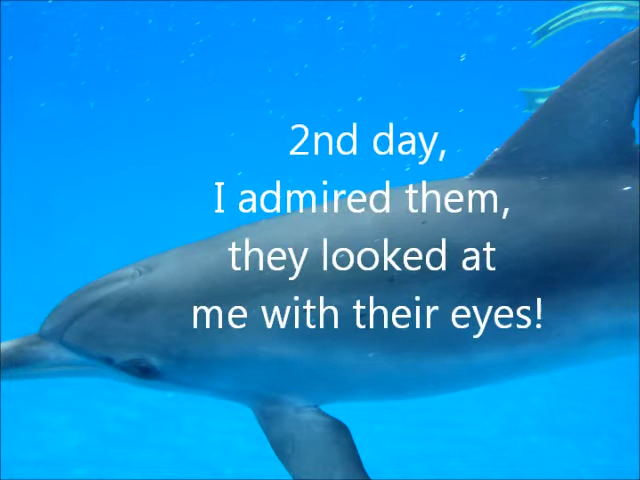 2nd day,
I admired them,
they looked at
me with their eyes!